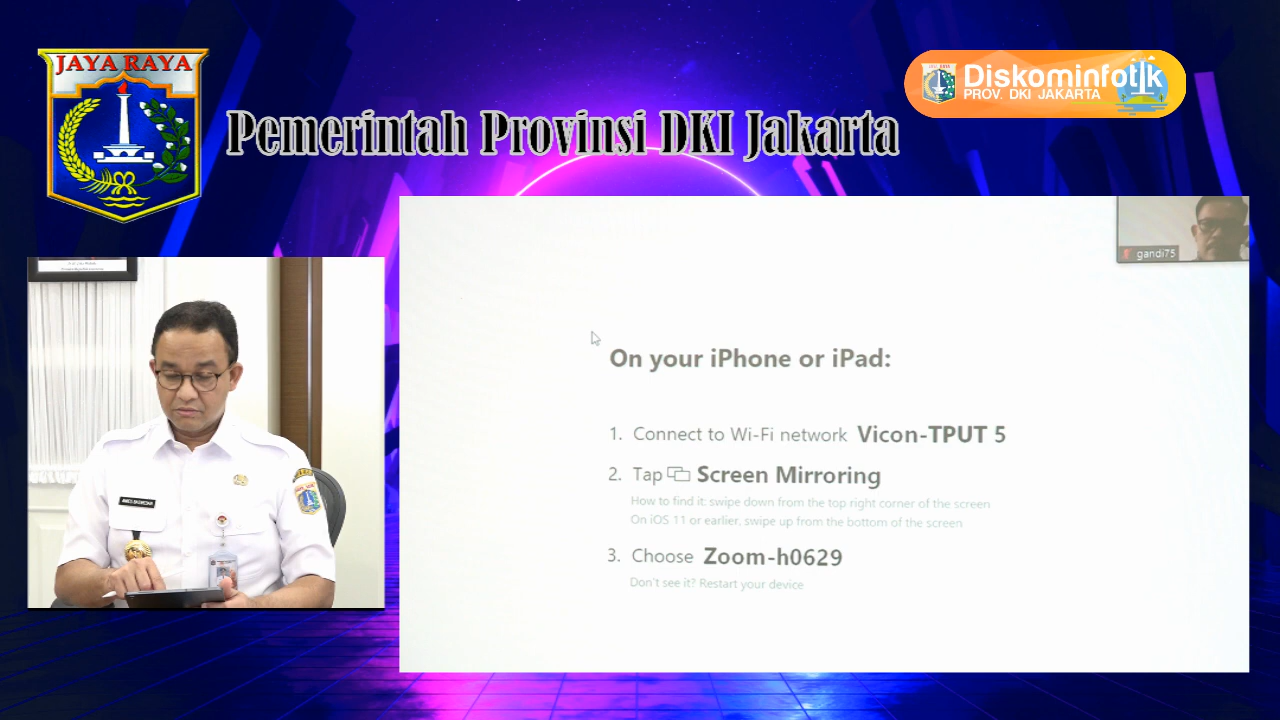 JAYA RAYA
Pemerintah Provinsi DKI Jakarta
Diskominfotik
PROV. DKI JAKARTA
gandi75
On your iPhone or iPad:
1. Connect to Wi-Fi network Vicon-TPUT 5
2. Tap Screen Mirroring
How to find it: swipe down from the top right corner of the screen
On iOS 11 or earlier, swipe up from the bottom of the screen
3. Choose Zoom-h0629
Don't see it? Restart your device